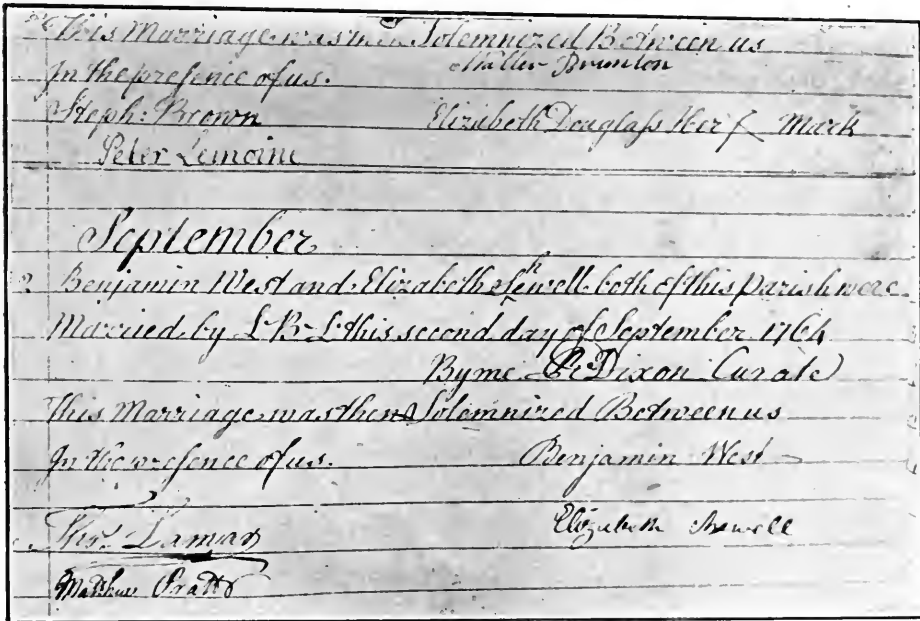 This Marriage was then Solemnized Between us
In the presence of us. Walter Brunton
Steph: Brown Elizabeth Douglass Her X Mark
Peter Lemoine
September
2 Benjamin West and Elizabeth Shewell both of this Parish were
Married by L-B-L this second day of September 1764
By me Dixon Curate
This Marriage was then Solemnized Between us
In the presence of us. Benjamin West
Elizabeth Shewell
Matthew Pratt